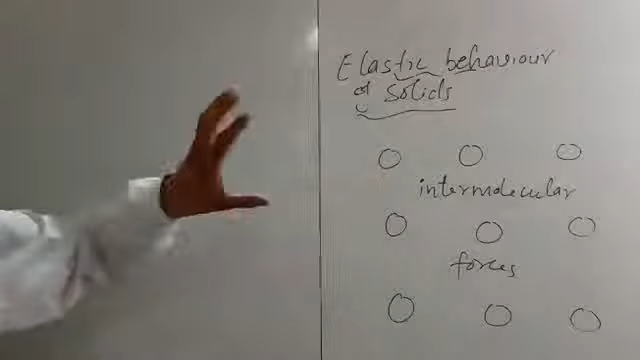 Elastic behaviour
of solids
intermolecular
forces